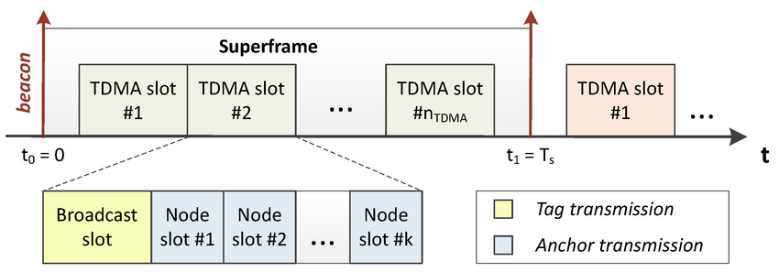 beacon
Superframe
TDMA slot
#1
TDMA slot
#2
...
TDMA slot
#nTDMA
TDMA slot
#1
...
t0 = 0
t1 = Ts
t
Broadcast
slot
Node
slot #1
Node
slot #2
...
Node
slot #k
Tag transmission
Anchor transmission